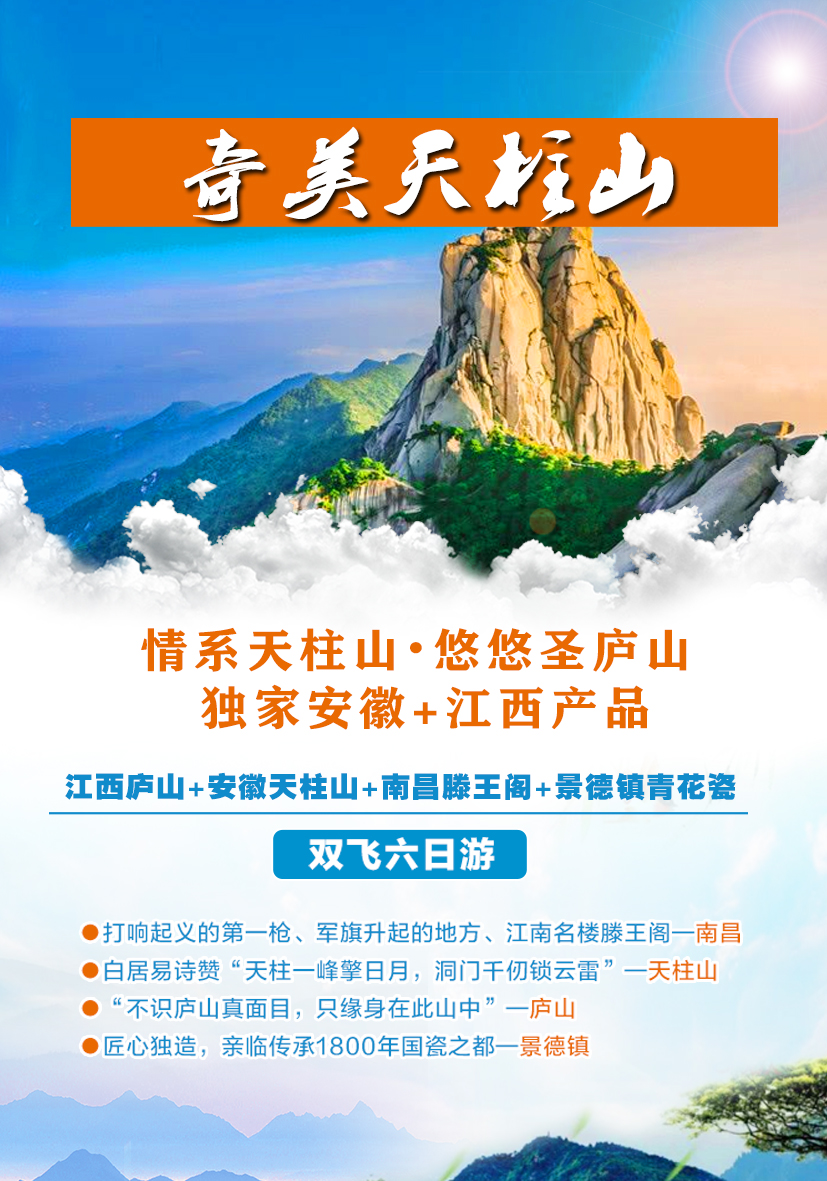 奇美天柱山
情系天柱山·悠悠圣庐山
独家安徽+江西产品
江西庐山+安徽天柱山+南昌滕王阁+景德镇青花瓷
双飞六日游
●打响起义的第一枪、军旗升起的地方、江南名楼滕王阁—南昌
●白居易诗赞“天柱一峰擎日月，洞门千仞锁云雷”—天柱山
●“不识庐山真面目，只缘身在此山中”—庐山
●匠心独造，亲临传承1800年国瓷之都—景德镇